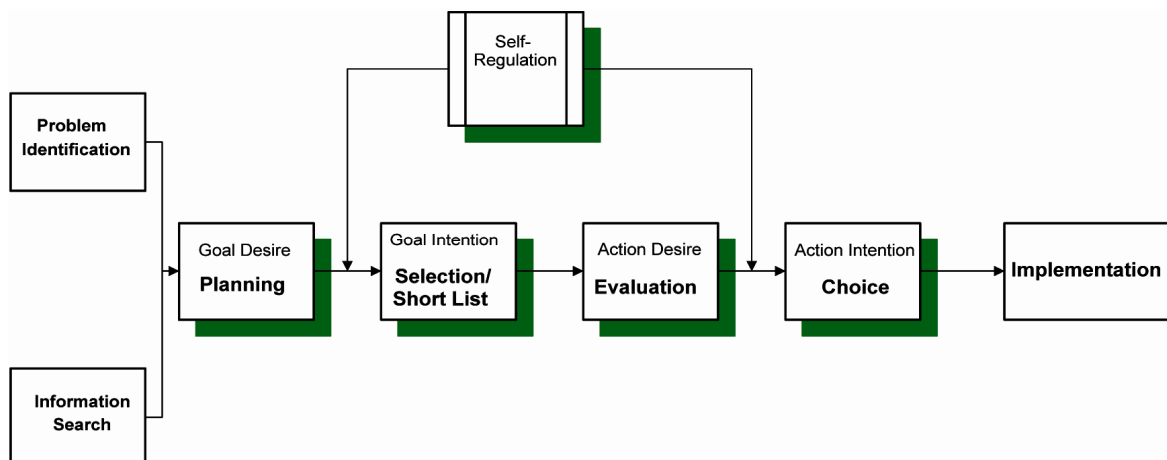 Self-
Regulation
Problem
Identification
Goal Desire
Planning
Goal Intention
Selection/
Short List
Action Desire
Evaluation
Action Intention
Choice
Implementation
Information
Search